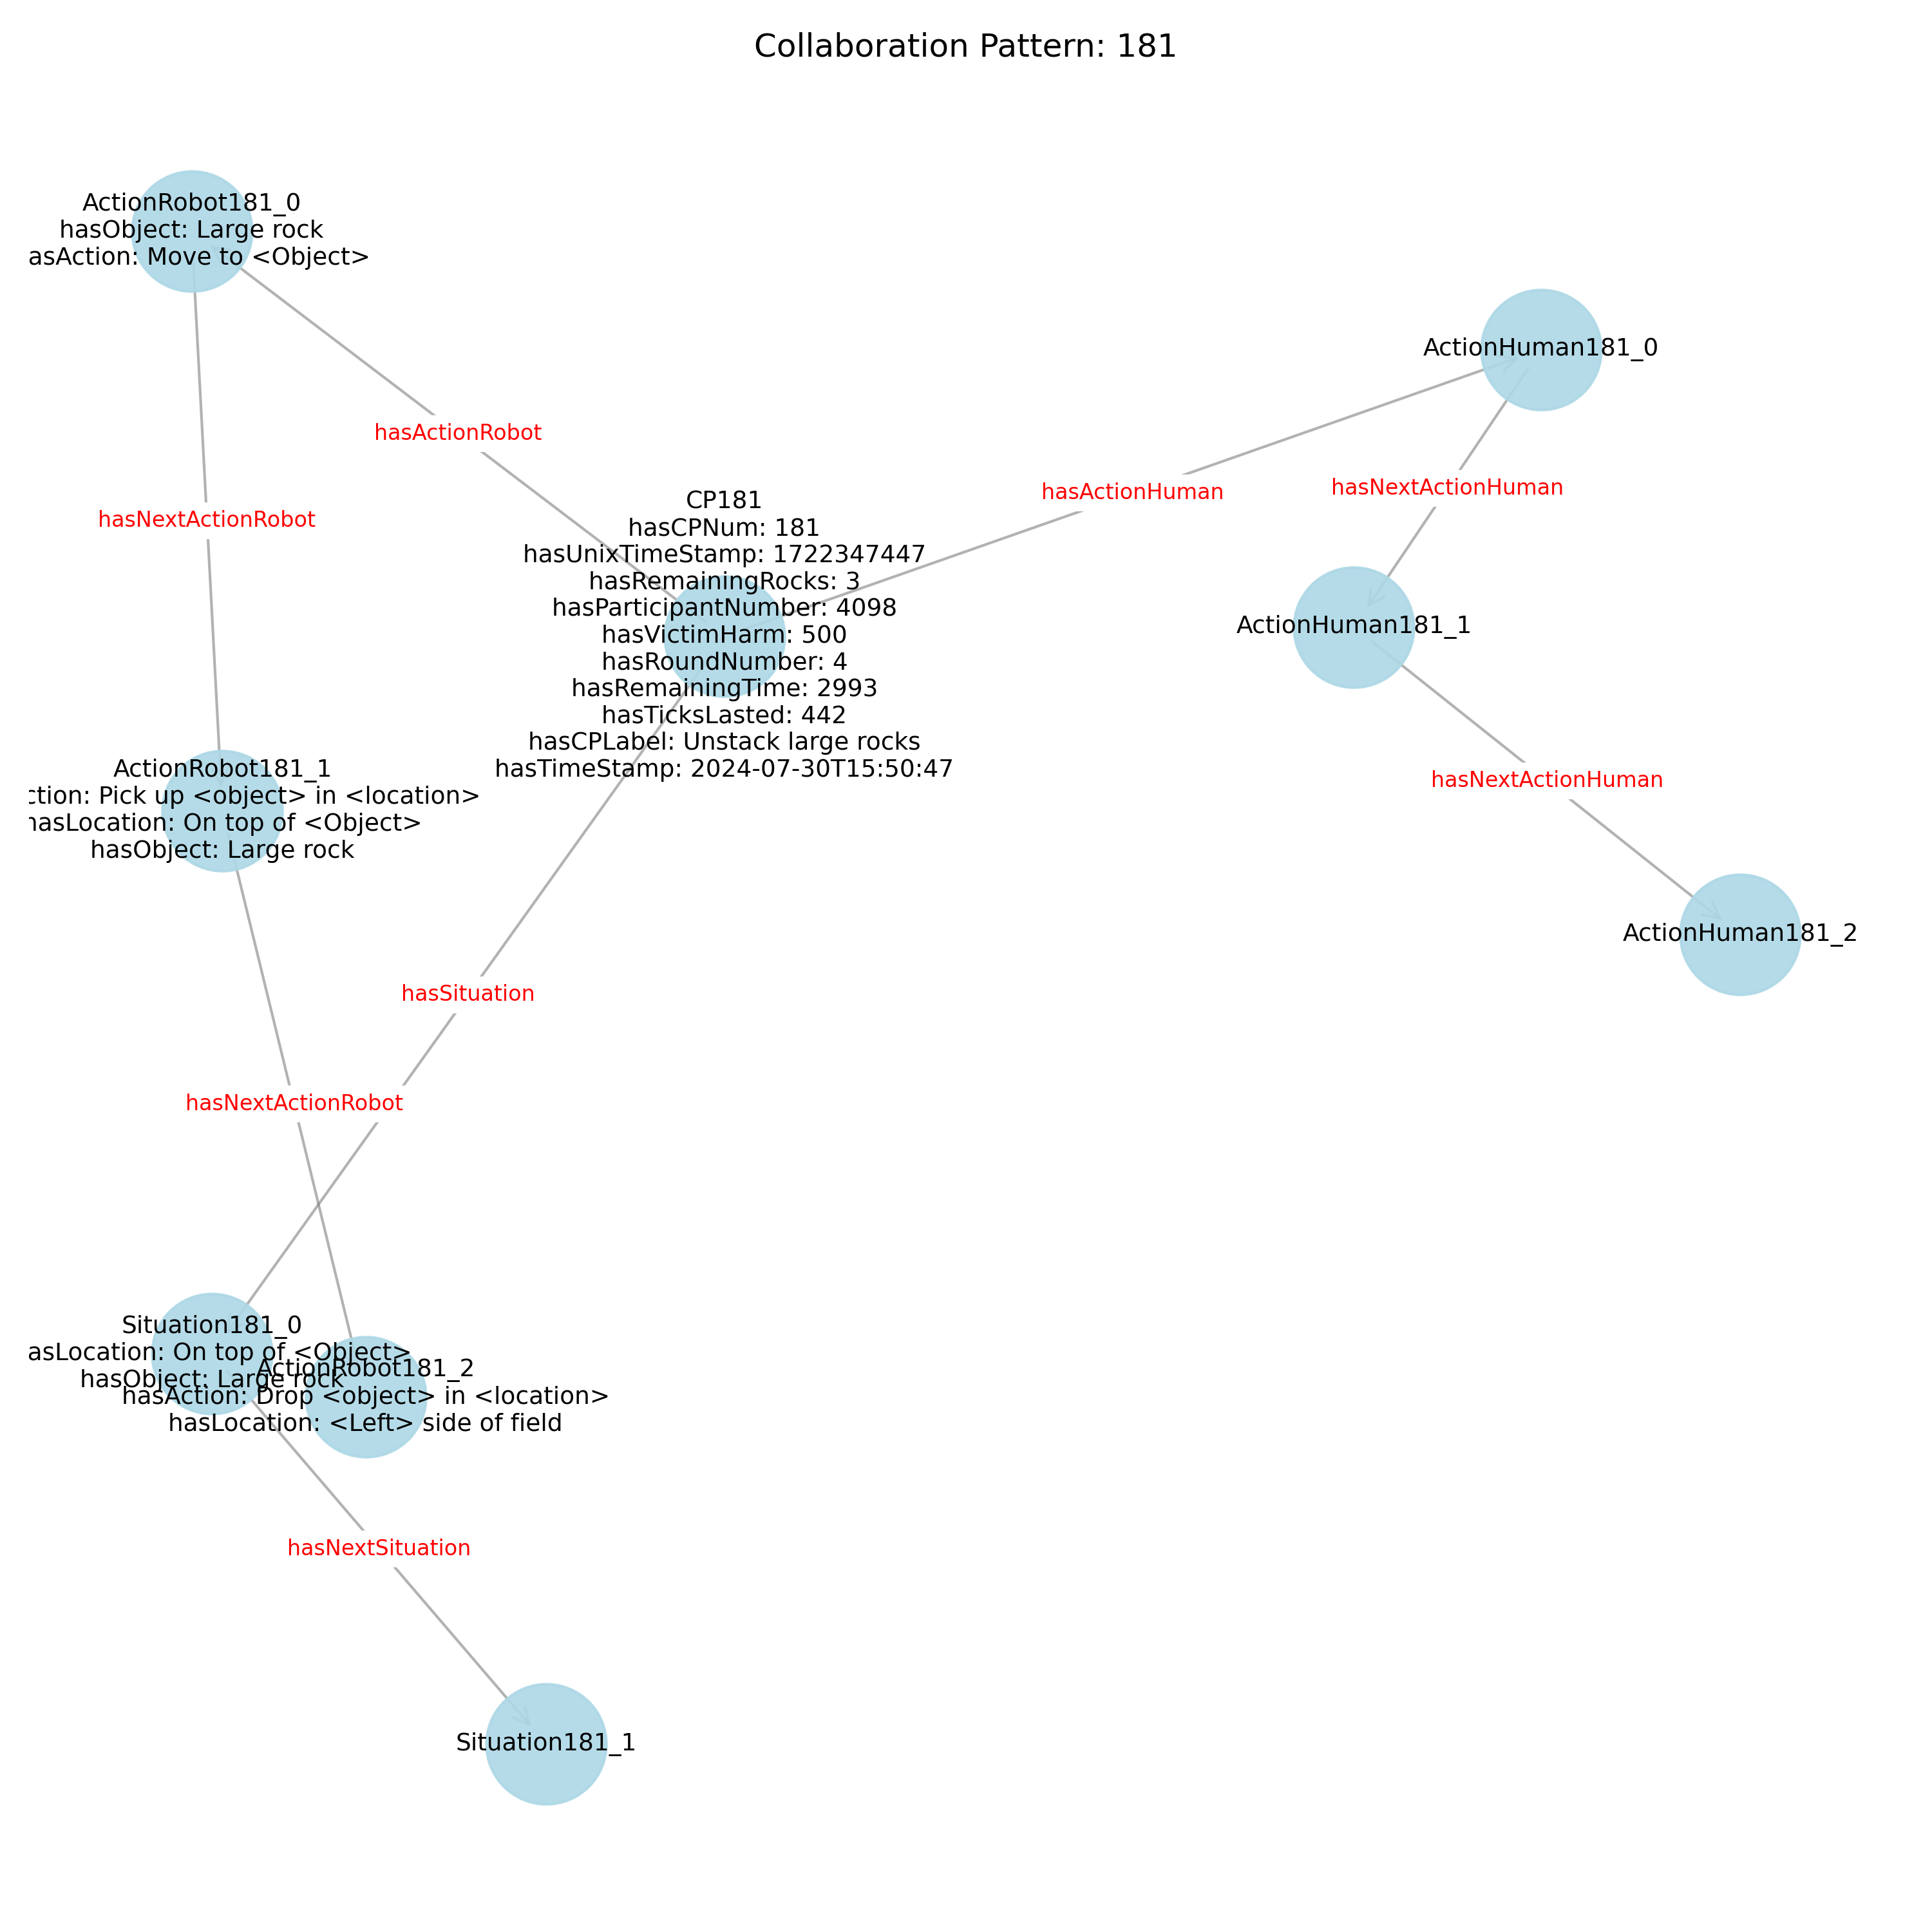 Collaboration Pattern: 181
ActionRobot181_0
hasObject: Large rock
asAction: Move to <Object>
ActionHuman181_0
hasActionRobot
hasActionHuman
hasNextActionHuman
hasNextActionRobot
CP181
hasCPNum: 181
hasUnixTimeStamp: 1722347447
hasRemainingRocks: 3
hasParticipantNumber: 4098
hasVictimHarm: 500
hasRoundNumber: 4
hasRemainingTime: 2993
hasTicksLasted: 442
hasCPLabel: Unstack large rocks
hasTimeStamp: 2024-07-30T15:50:47
ActionHuman181_1
ActionRobot181_1
ction: Pick up <object> in <location>
hasLocation: On top of <Object>
hasObject: Large rock
hasNextActionHuman
ActionHuman181_2
hasSituation
hasNextActionRobot
Situation181_0
asLocation: On top of <Object>
hasObject: Large rock
ActionRobot181_2
hasAction: Drop <object> in <location>
hasLocation: <Left> side of field
hasNextSituation
Situation181_1